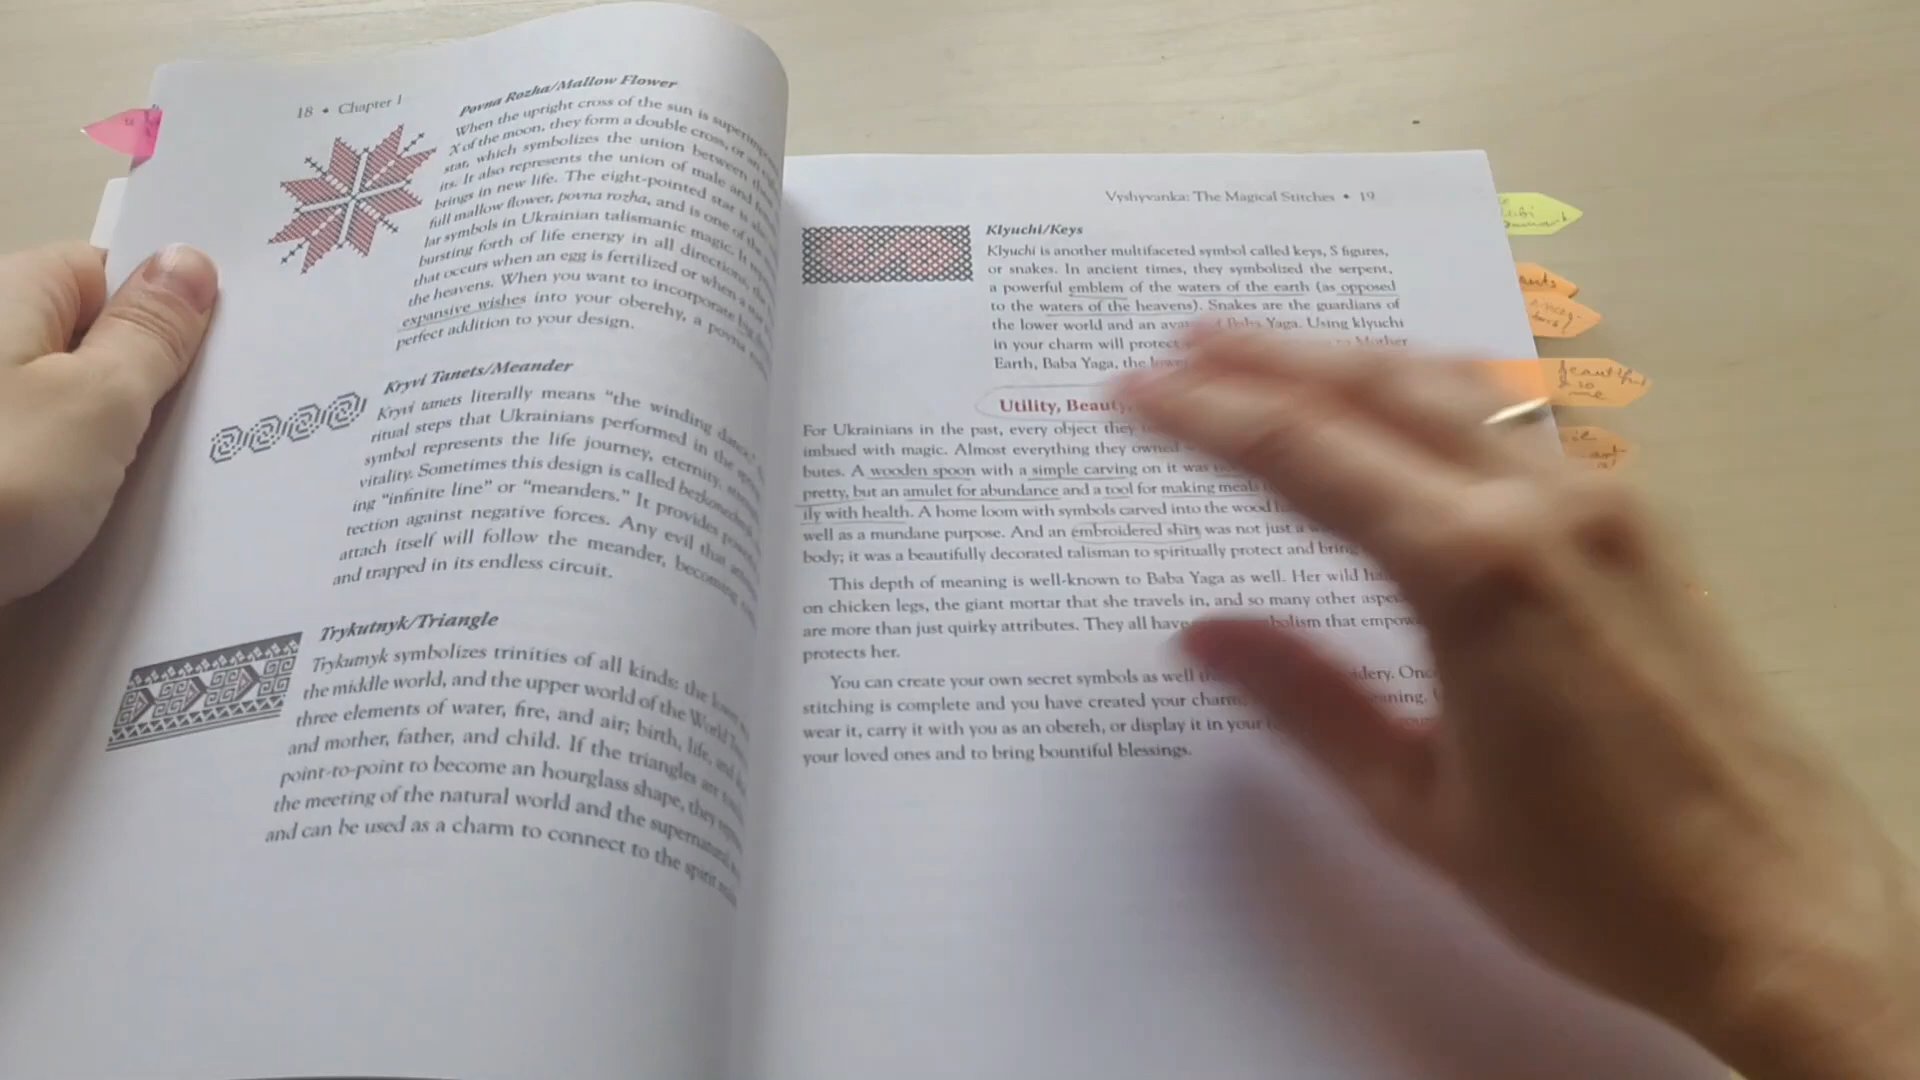 18 • Chapter 1
Povna Rozha/Mallow Flower
When the upright cross of the sun is
X of the moon, they form a double cross, or an
star, which symbolizes the union between
its. It also represents the union of male and
brings in new life. The eight-pointed star is also
full mallow flower, povna rozha, and is one of the
lar symbols in Ukrainian talismanic magic. It
bursting forth of life energy in all directions, the
that occurs when an egg is fertilized or when a
the heavens. When you want to incorporate big
expansive wishes into your oberehy, a povna
perfect addition to your design.
Kryvi Tanets/Meander
Kryvi tanets literally means "the winding dance,"
ritual steps that Ukrainians performed in the
symbol represents the life journey, eternity,
vitality. Sometimes this design is called
ing "infinite line" or "meanders." It provides
tection against negative forces. Any evil that
attach itself will follow the meander, becoming
and trapped in its endless circuit.
Trykutnyk/Triangle
Trykutnyk symbolizes trinities of all kinds: the lower
the middle world, and the upper world of the World
three elements of water, fire, and air; birth, life, and
and mother, father, and child. If the triangles are
point-to-point to become an hourglass shape, they
the meeting of the natural world and the supernatural
and can be used as a charm to connect to the spirit
Vyshyvanka: The Magical Stitches • 19
Klyuchi/Keys
Klyuchi is another multifaceted symbol called keys, S figures,
or snakes. In ancient times, they symbolized the serpent,
a powerful emblem of the waters of the earth (as opposed
to the waters of the heavens). Snakes are the guardians of
the lower world and an of Baba Yaga. Using klyuchi
in your charm will protect to Mother
Earth, Baba Yaga, the lower
Utility, Beauty,
For Ukrainians in the past, every object they
imbued with magic. Almost everything they owned
butes. A wooden spoon with a simple carving on it was
pretty, but an amulet for abundance and a tool for making meals
ily with health. A home loom with symbols carved into the wood
well as a mundane purpose. And an embroidered shirt was not just a
body; it was a beautifully decorated talisman to spiritually protect and bring
This depth of meaning is well-known to Baba Yaga as well. Her wild
on chicken legs, the giant mortar that she travels in, and so many other
are more than just quirky attributes. They all have that
protects her.
You can create your own secret symbols as well
stitching is complete and you have created your charm,
wear it, carry it with you as an obereh, or display it in your
your loved ones and to bring bountiful blessings.
beautiful